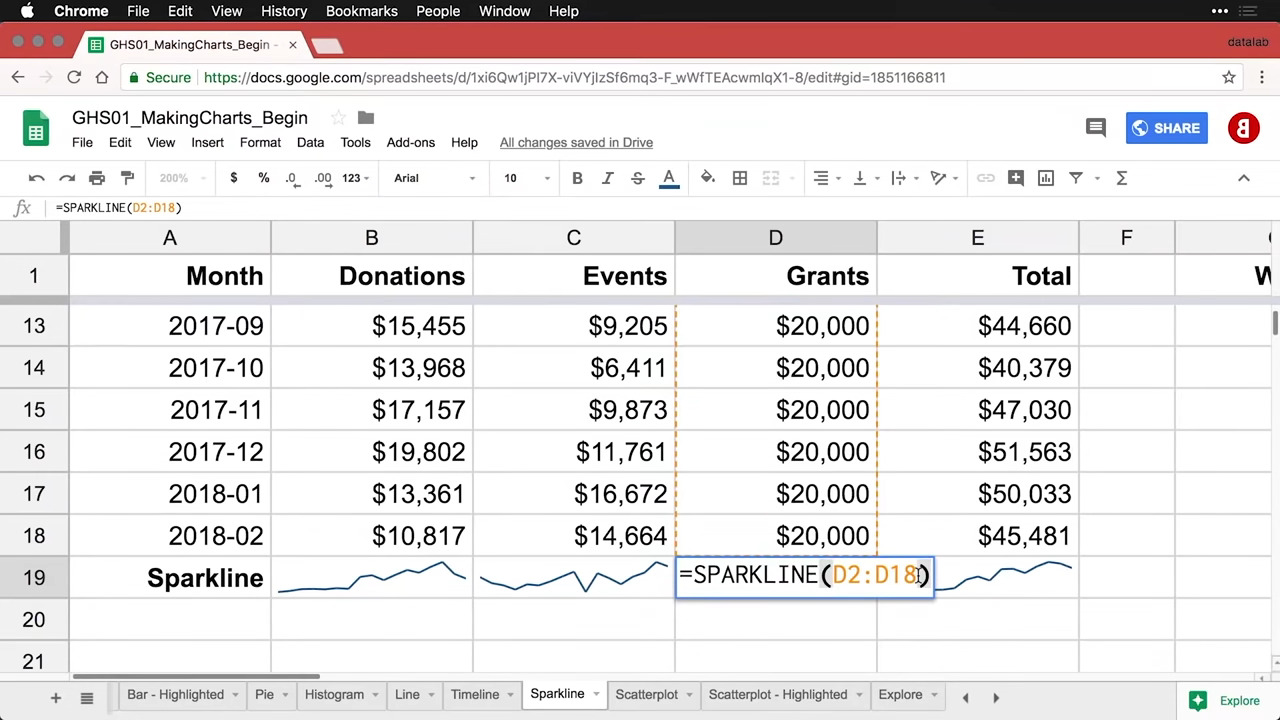 Chrome File Edit View History Bookmarks People Window Help
GHS01_MakingCharts_Begin -
datalab
Secure https://docs.google.com/spreadsheets/d/1xi6Qw1jPl7X-viVYjIzSf6mq3-F_wWfTEAcwmIqX1-8/edit#gid=1851166811
GHS01_MakingCharts_Begin
SHARE
File Edit View Insert Format Data Tools Add-ons Help All changes saved in Drive
200% $ % .0 .00 123 Arial 10 B I S A Σ
fx =SPARKLINE(D2:D18)
A B C D E F
1 Month Donations Events Grants Total W
13 2017-09 $15,455 $9,205 $20,000 $44,660
14 2017-10 $13,968 $6,411 $20,000 $40,379
15 2017-11 $17,157 $9,873 $20,000 $47,030
16 2017-12 $19,802 $11,761 $20,000 $51,563
17 2018-01 $13,361 $16,672 $20,000 $50,033
18 2018-02 $10,817 $14,664 $20,000 $45,481
19 Sparkline =SPARKLINE(D2:D18)
20
21
Bar - Highlighted Pie Histogram Line Timeline Sparkline Scatterplot Scatterplot - Highlighted Explore Explore